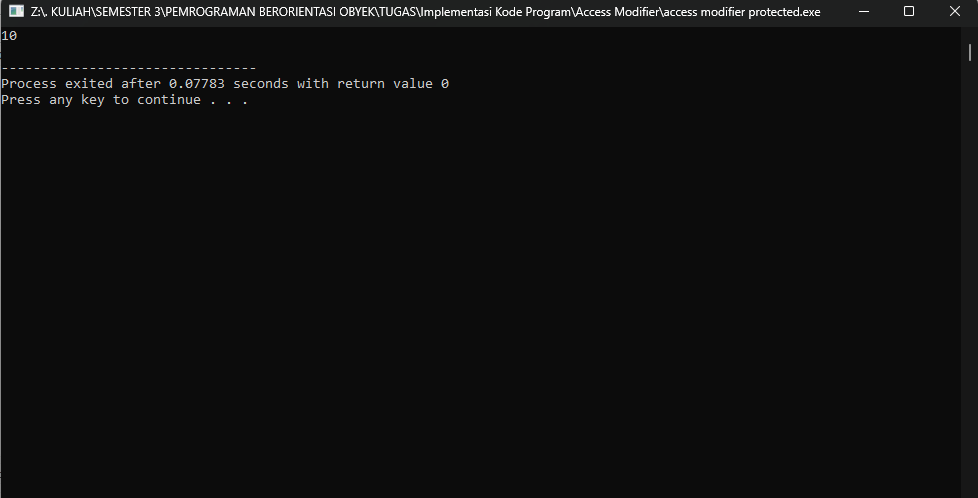 Z:\. KULIAH\SEMESTER 3\PEMROGRAMAN BERORIENTASI OBYEK\TUGAS\Implementasi Kode Program\Access Modifier\access modifier protected.exe
10
--------------------------------
Process exited after 0.07783 seconds with return value 0
Press any key to continue . . .